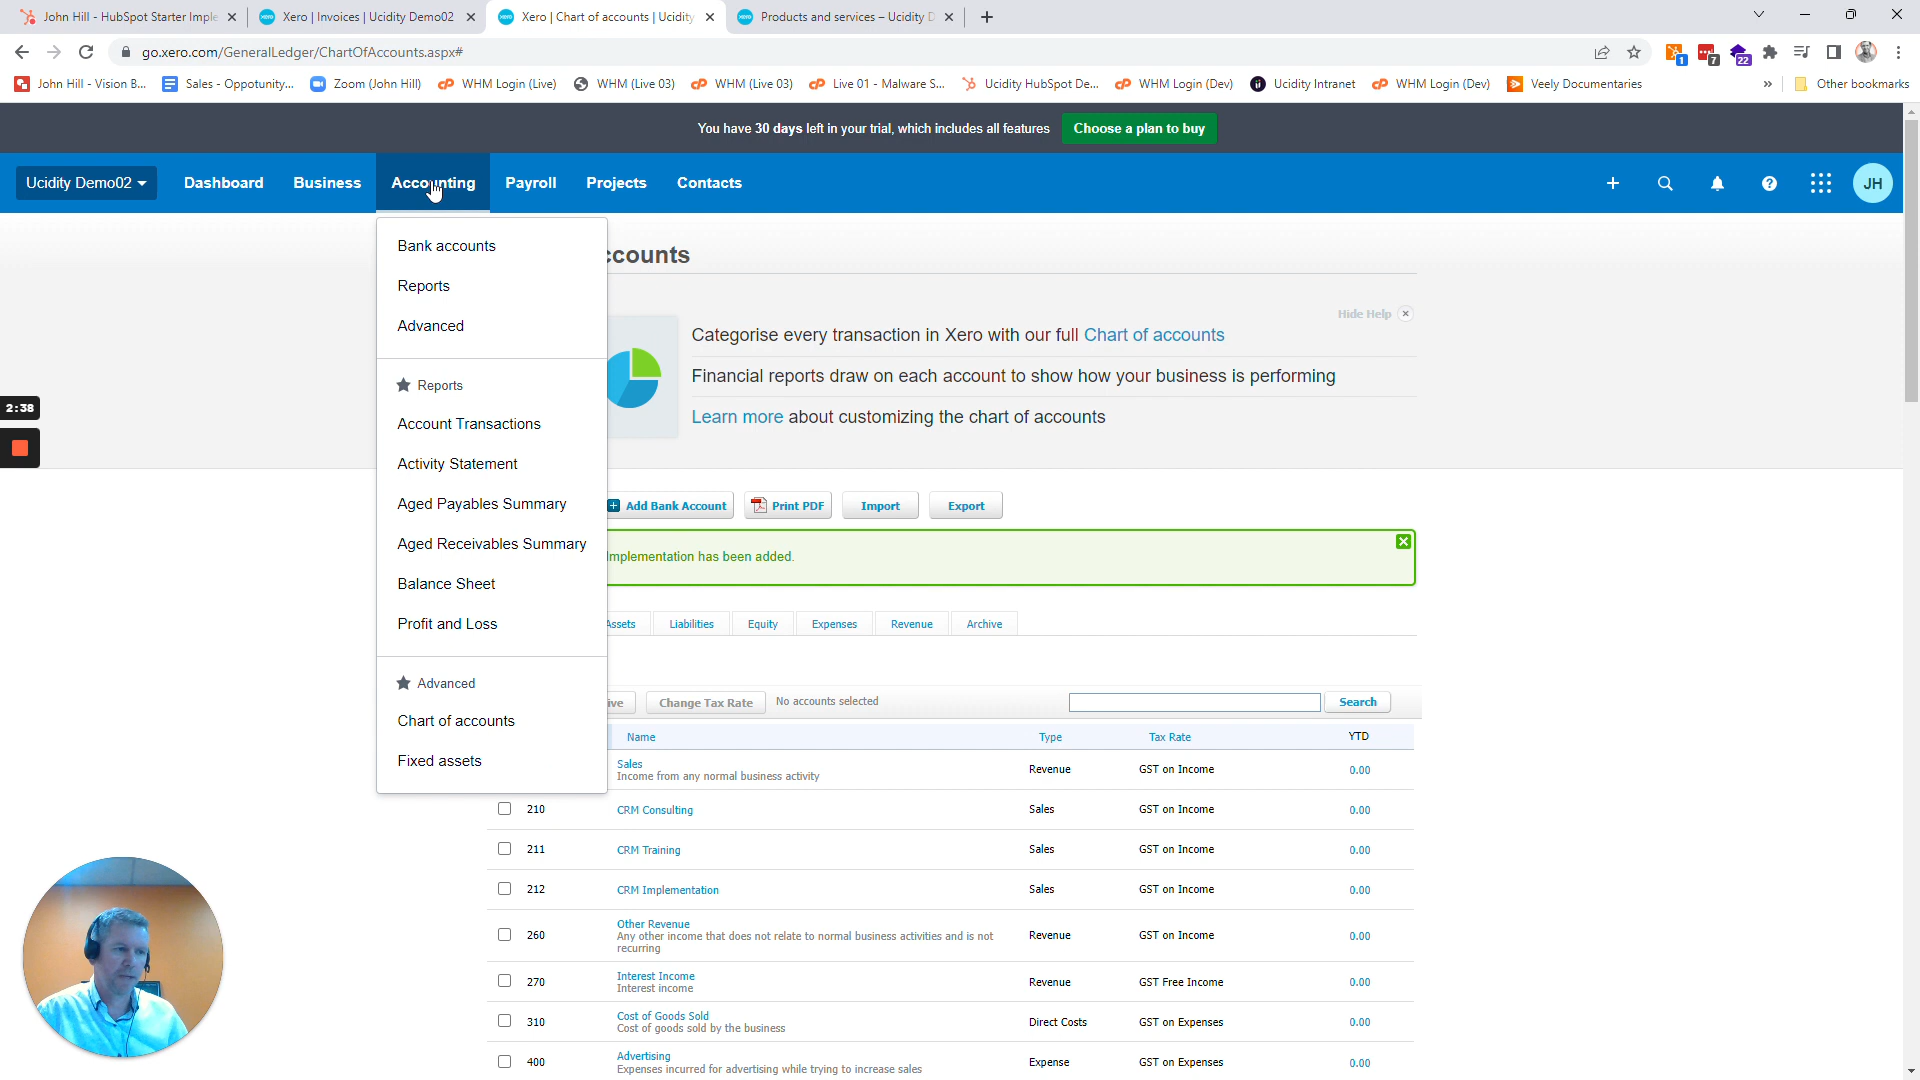 John Hill - HubSpot Starter Imple
Xero | Invoices | Ucidity Demo02
Xero | Chart of accounts | Ucidity
Products and services – Ucidity D
go.xero.com/GeneralLedger/ChartOfAccounts.aspx#
1
7
22
John Hill - Vision B...
Sales - Oppotunity...
Zoom (John Hill)
WHM Login (Live)
WHM (Live 03)
WHM (Live 03)
Live 01 - Malware S...
Ucidity HubSpot De...
WHM Login (Dev)
Ucidity Intranet
WHM Login (Dev)
Veely Documentaries
»
Other bookmarks
You have 30 days left in your trial, which includes all features
Choose a plan to buy
Ucidity Demo02
Dashboard
Business
Accounting
Payroll
Projects
Contacts
JH
Bank accounts
Reports
Advanced
Reports
Account Transactions
Activity Statement
Aged Payables Summary
Aged Receivables Summary
Balance Sheet
Profit and Loss
Advanced
Chart of accounts
Fixed assets
ccounts
Hide Help
Categorise every transaction in Xero with our full Chart of accounts
Financial reports draw on each account to show how your business is performing
Learn more about customizing the chart of accounts
2:38
Add Bank Account
Print PDF
Import
Export
Implementation has been added.
Assets
Liabilities
Equity
Expenses
Revenue
Archive
ive
Change Tax Rate
No accounts selected
Search
Name Type Tax Rate YTD
Sales Revenue GST on Income 0.00
Income from any normal business activity
210 CRM Consulting Sales GST on Income 0.00
211 CRM Training Sales GST on Income 0.00
212 CRM Implementation Sales GST on Income 0.00
Other Revenue
260 Any other income that does not relate to normal business activities and is not Revenue GST on Income 0.00
recurring
270 Interest Income Revenue GST Free Income 0.00
Interest income
310 Cost of Goods Sold Direct Costs GST on Expenses 0.00
Cost of goods sold by the business
400 Advertising Expense GST on Expenses 0.00
Expenses incurred for advertising while trying to increase sales